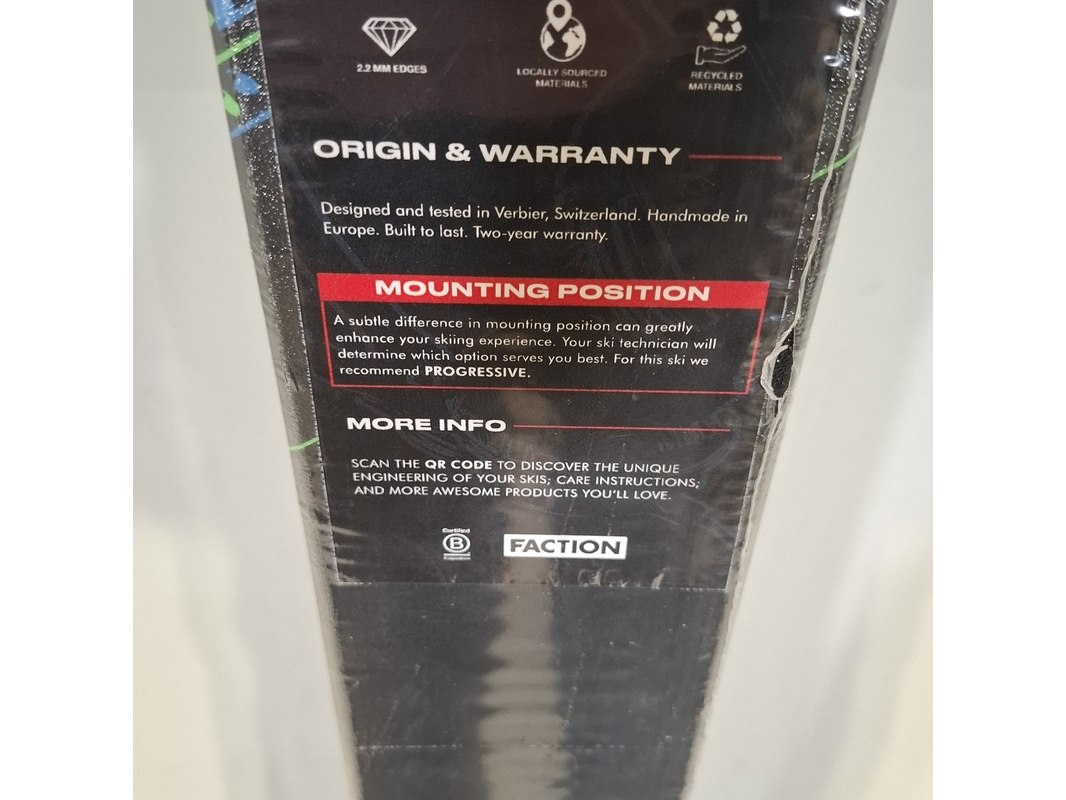 2.2 MM EDGES
LOCALLY SOURCED
MATERIALS
RECYCLED
MATERIALS
ORIGIN & WARRANTY
Designed and tested in Verbier, Switzerland. Handmade in
Europe. Built to last. Two-year warranty.
MOUNTING POSITION
A subtle difference in mounting position can greatly
enhance your skiing experience. Your ski technician will
determine which option serves you best. For this ski we
recommend PROGRESSIVE.
MORE INFO
SCAN THE QR CODE TO DISCOVER THE UNIQUE
ENGINEERING OF YOUR SKIS; CARE INSTRUCTIONS;
AND MORE AWESOME PRODUCTS YOU'LL LOVE.
Certified
B
Corporation
FACTION